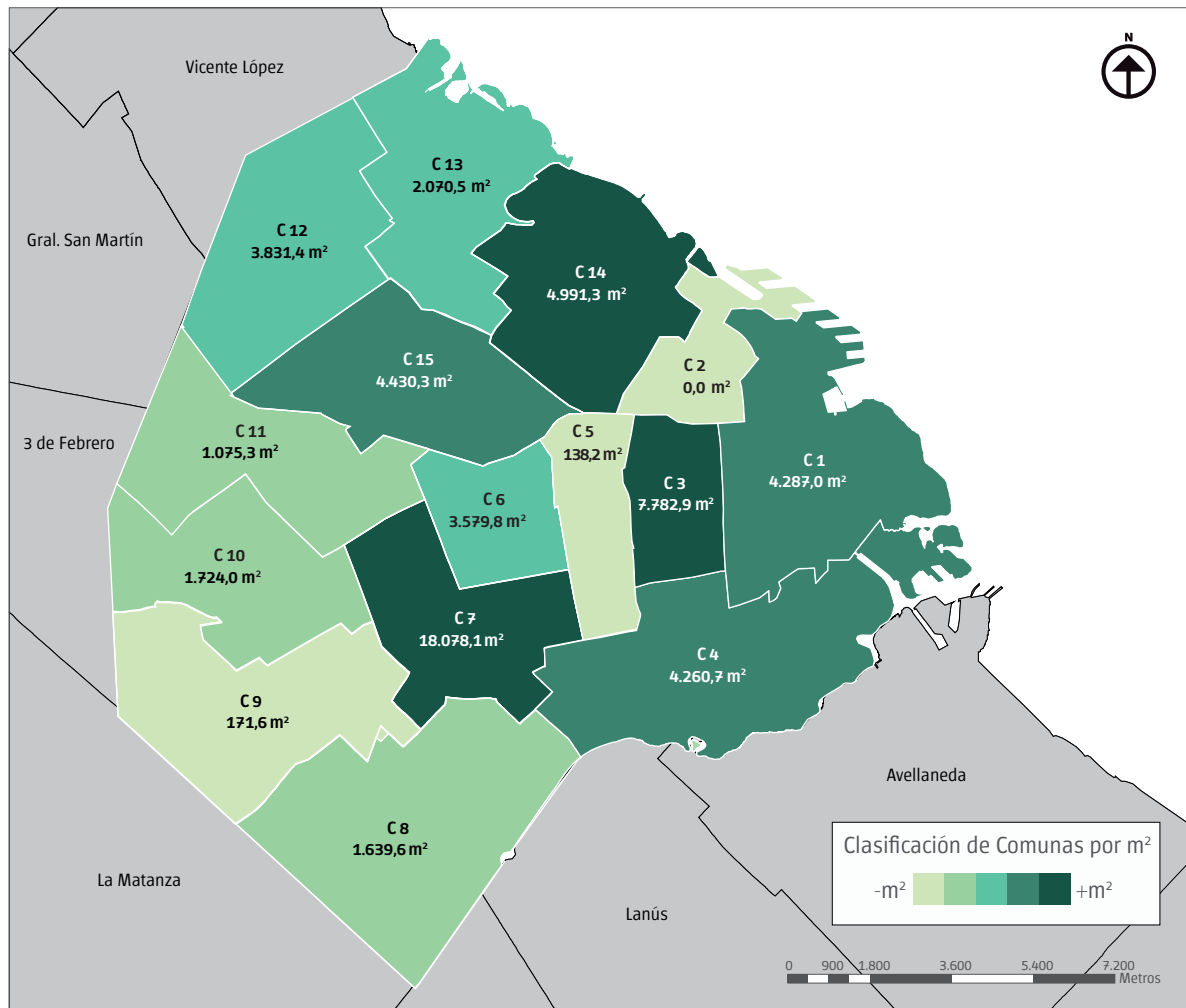 N
Vicente López
C 13
2.070,5 m²
C 12
3.831,4 m²
Gral. San Martín
C 14
4.991,3 m²
C 15
4.430,3 m²
C 2
0,0 m²
3 de Febrero
C 11
1.075,3 m²
C 5
138,2 m²
C 1
4.287,0 m²
C 3
7.782,9 m²
C 6
3.579,8 m²
C 10
1.724,0 m²
C 7
18.078,1 m²
C 4
4.260,7 m²
C 9
171,6 m²
Avellaneda
C 8
1.639,6 m²
La Matanza
Lanús
Clasificación de Comunas por m²
-m² +m²
0 900 1.800 3.600 5.400 7.200
Metros